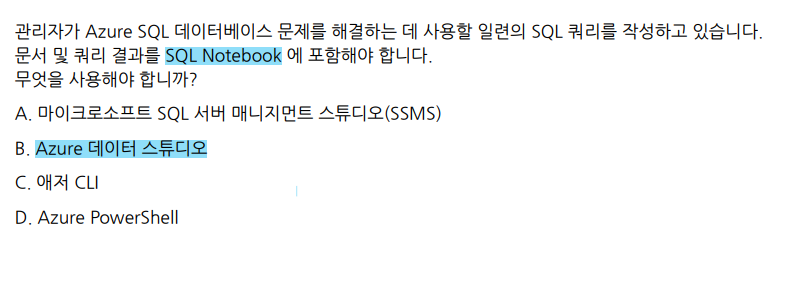 관리자가 Azure SQL 데이터베이스 문제를 해결하는 데 사용할 일련의 SQL 쿼리를 작성하고 있습니다.
문서 및 쿼리 결과를 SQL Notebook 에 포함해야 합니다.
무엇을 사용해야 합니까?
A. 마이크로소프트 SQL 서버 매니지먼트 스튜디오(SSMS)
B. Azure 데이터 스튜디오
C. 애저 CLI
D. Azure PowerShell